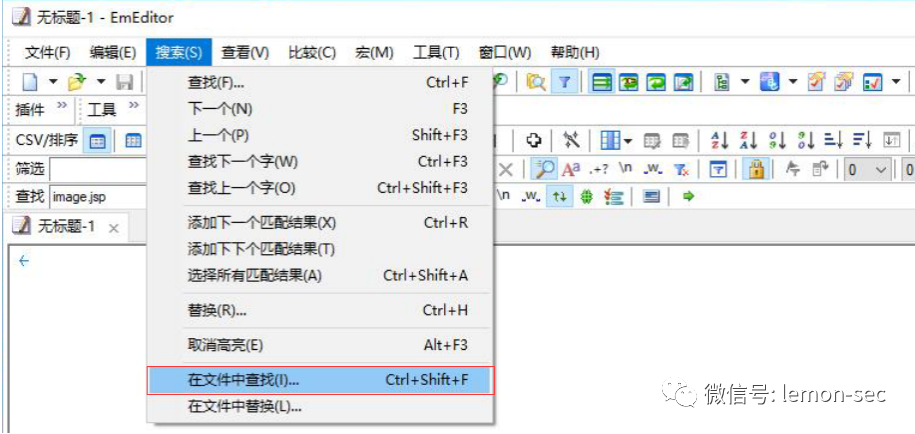 无标题-1 - EmEditor
文件(F) 编辑(E) 搜索(S) 查看(V) 比较(C) 宏(M) 工具(T) 窗口(W) 帮助(H)
插件 » 工具 »
CSV/排序
筛选
查找 image.jsp
无标题-1 ×
查找(F)... Ctrl+F
下一个(N) F3
上一个(P) Shift+F3
查找下一个字(W) Ctrl+F3
查找上一个字(O) Ctrl+Shift+F3
添加下一个匹配结果(X) Ctrl+R
添加下下个匹配结果(T)
选择所有匹配结果(A) Ctrl+Shift+A
替换(R)... Ctrl+H
取消高亮(E) Alt+F3
在文件中查找(I)... Ctrl+Shift+F
在文件中替换(L)...
微信号: lemon-sec